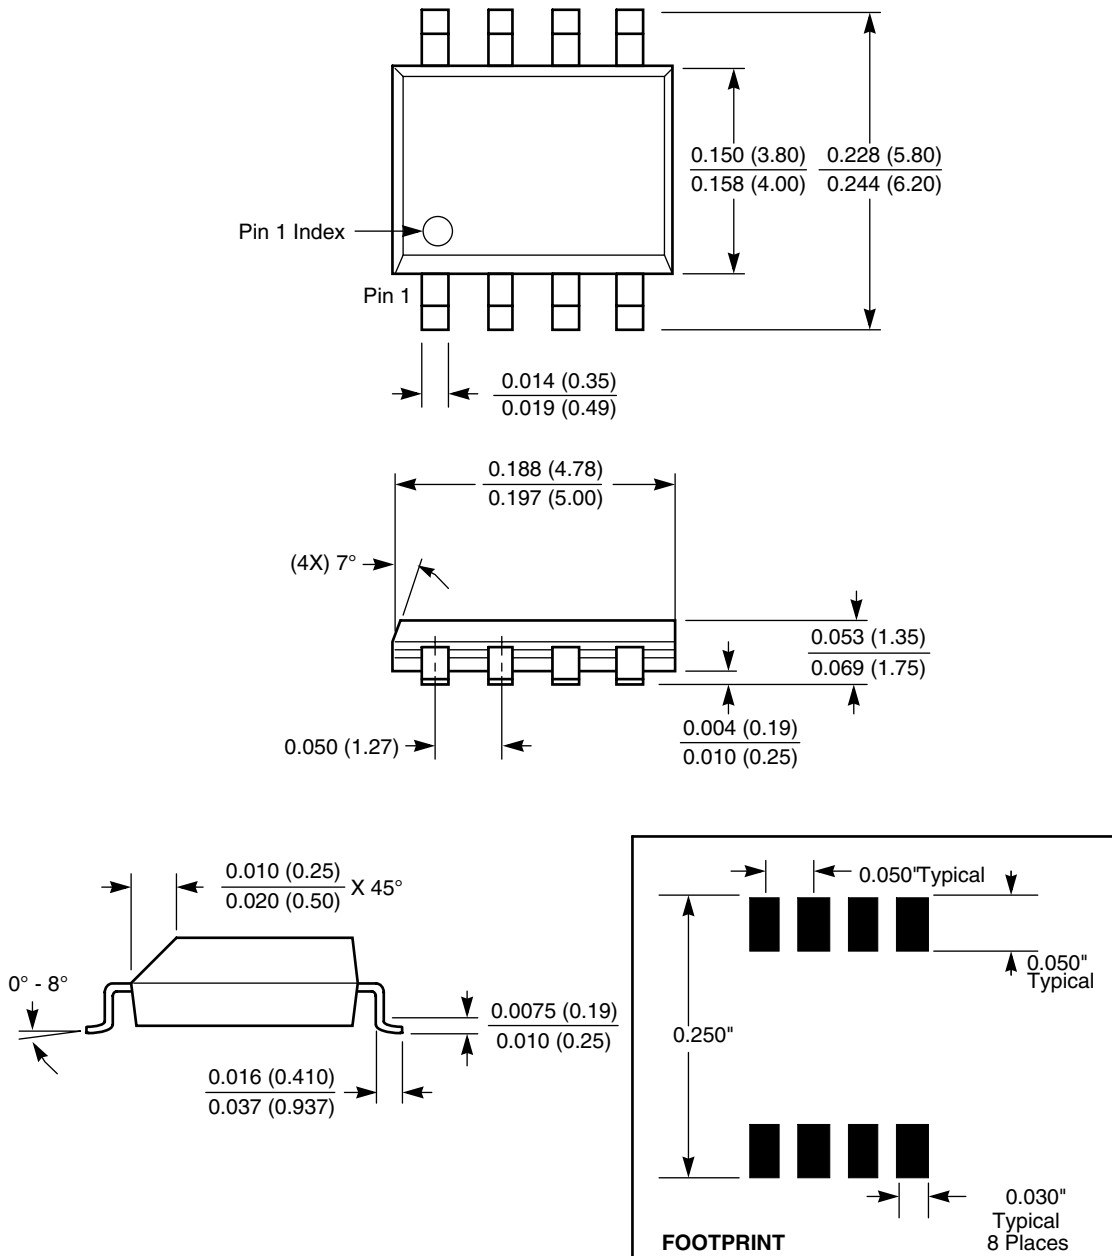 0.150 (3.80)
0.158 (4.00)
0.228 (5.80)
0.244 (6.20)
Pin 1 Index
Pin 1
0.014 (0.35)
0.019 (0.49)
0.188 (4.78)
0.197 (5.00)
(4X) 7°
0.053 (1.35)
0.069 (1.75)
0.004 (0.19)
0.010 (0.25)
0.050 (1.27)
0.010 (0.25)
0.020 (0.50)
X 45°
0° - 8°
0.0075 (0.19)
0.010 (0.25)
0.016 (0.410)
0.037 (0.937)
0.050"Typical
0.050"
Typical
0.250"
0.030"
Typical
8 Places
FOOTPRINT